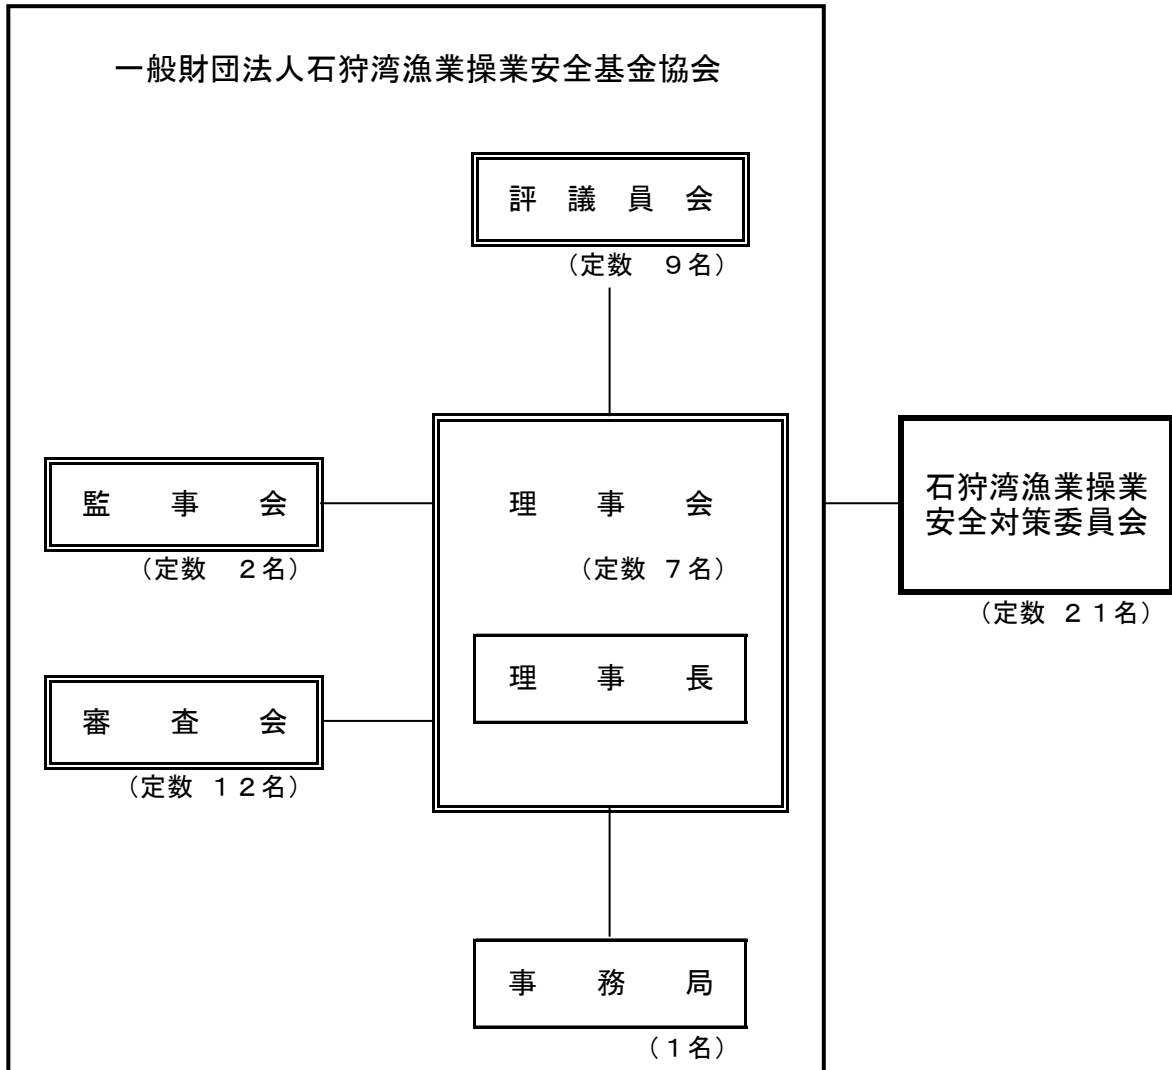 一般財団法人石狩湾漁業操業安全基金協会
評議員会
（定数　９名）
監事会
（定数　２名）
理事会
（定数 ７名）
石狩湾漁業操業
安全対策委員会
（定数 ２１名）
理事長
審査会
（定数 １２名）
事務局
（１名）